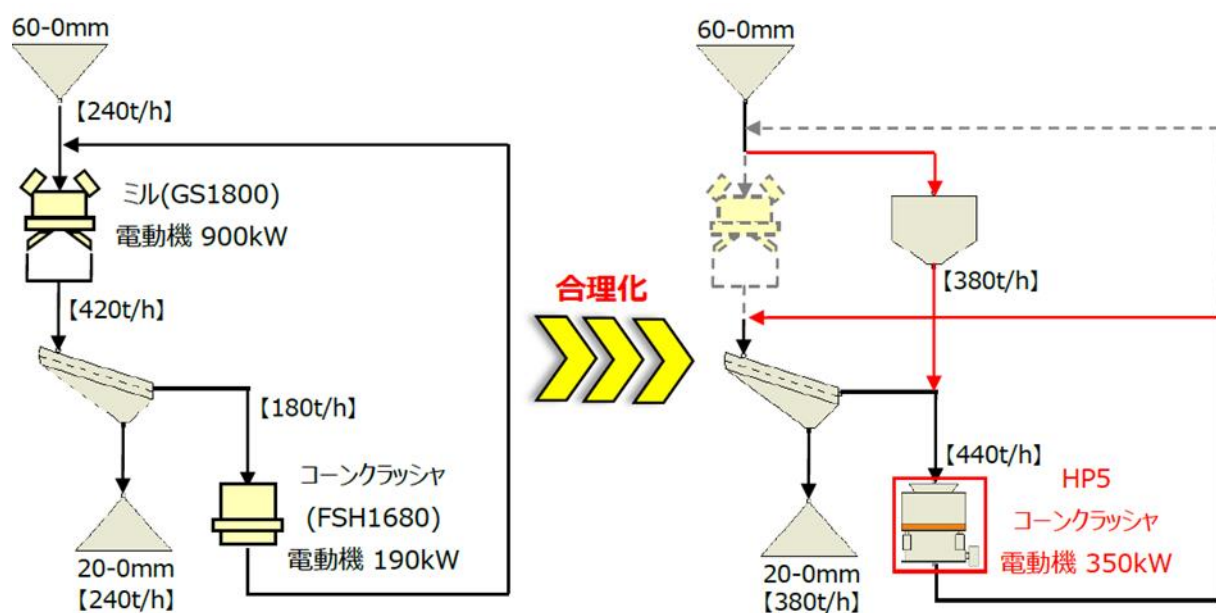 60-0mm
【240t/h】
ミル(GS1800)
電動機 900kW
【420t/h】
【180t/h】
コーンクラッシャ
(FSH1680)
電動機 190kW
20-0mm
【240t/h】
合理化
60-0mm
【380t/h】
【440t/h】
HP5
コーンクラッシャ
電動機 350kW
20-0mm
【380t/h】